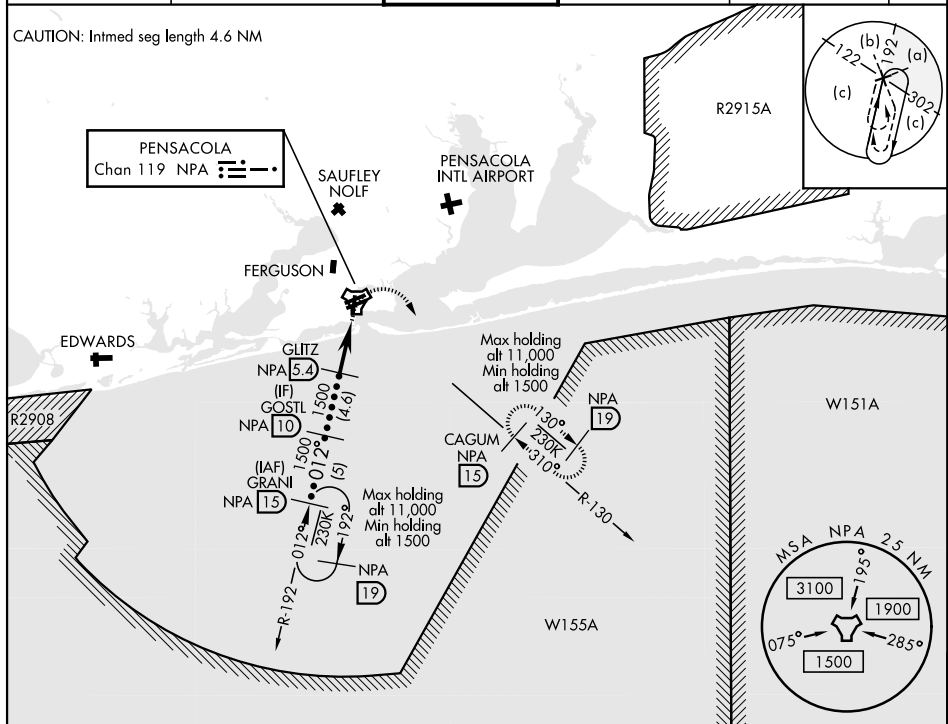 CAUTION: Intmed seg length 4.6 NM
(b)
192
(a)
122
(c)
302
(c)
R2915A
PENSACOLA
Chan 119 NPA
SAUFLEY
NOLF
PENSACOLA
INTL AIRPORT
FERGUSON
EDWARDS
R2908
GLITZ
NPA 5.4
(IF)
GOSTL
NPA 10
1500
(4.6)
(IAF)
GRANI
NPA 15
1500
012°
(5)
Max holding
alt 11,000
Min holding
alt 1500
012°
230K
192°
NPA
19
R-192
Max holding
alt 11,000
Min holding
alt 1500
NPA
19
130°
230K
310°
CAGUM
NPA
15
R-130
W151A
W155A
MSA NPA 25 NM
195°
3100
1900
075°
285°
1500